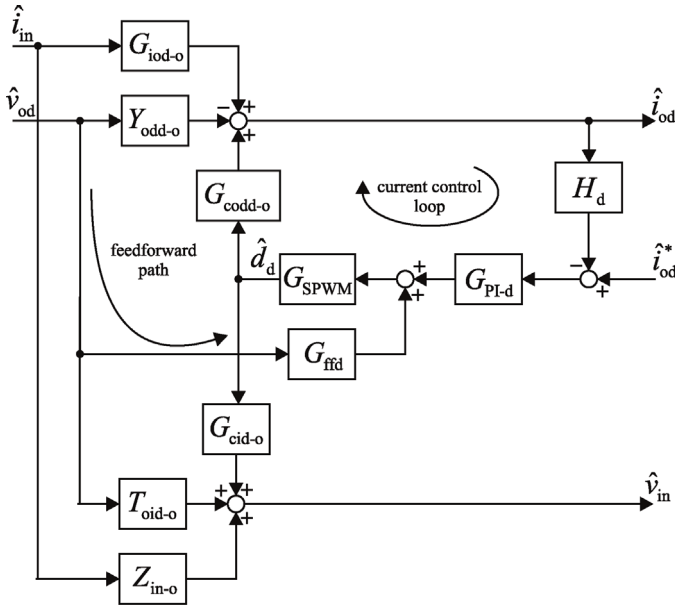 î_in
G_iod-o
v̂_od
Y_odd-o
− +
+
î_od
G_codd-o
current control
loop
H_d
feedforward
path
d̂_d
G_SPWM
+
+
G_PI-d
−
+
î*_od
G_ffd
G_cid-o
T_oid-o
+ +
+
v̂_in
Z_in-o